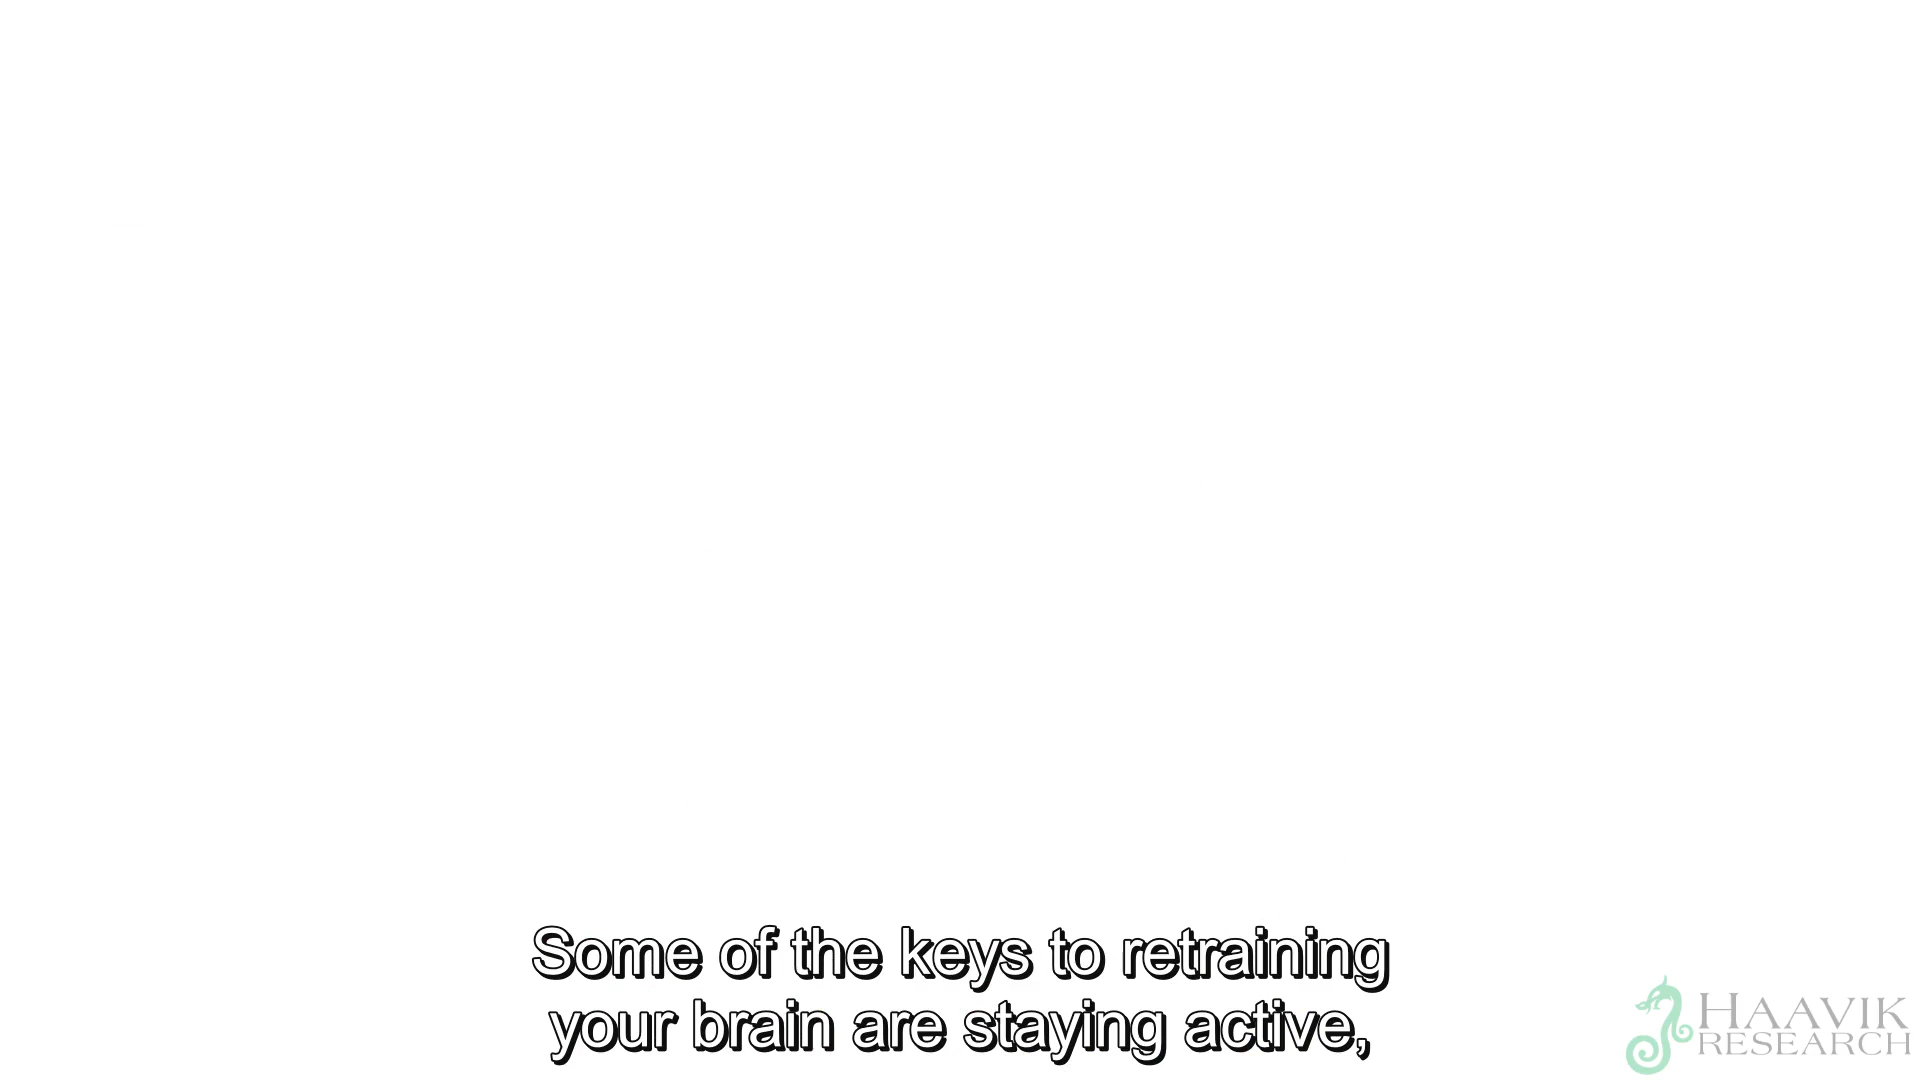 Some of the keys to retraining
your brain are staying active,
HAAVIK
RESEARCH